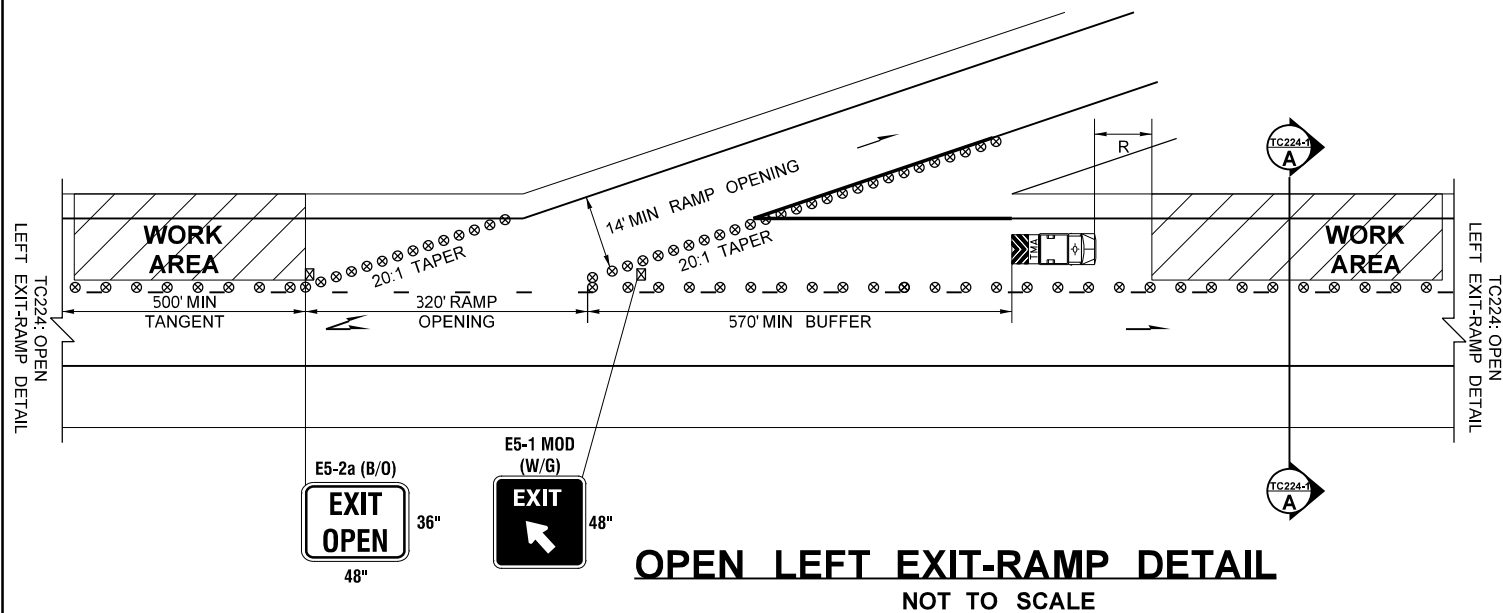 14' MIN RAMP OPENING
R
TC224-1
A
WORK
AREA
20:1 TAPER
20:1 TAPER
TMA
WORK
AREA
TC224: OPEN
LEFT EXIT-RAMP DETAIL
500' MIN
TANGENT
320' RAMP
OPENING
570' MIN BUFFER
TC224: OPEN
LEFT EXIT-RAMP DETAIL
E5-2a (B/O)
EXIT
OPEN
36"
48"
E5-1 MOD
(W/G)
EXIT
48"
TC224-1
A
OPEN LEFT EXIT-RAMP DETAIL
NOT TO SCALE